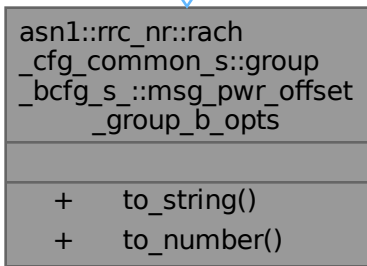 asn1::rrc_nr::rach
_cfg_common_s::group
_bcfg_s_::msg_pwr_offset
_group_b_opts
+ to_string()
+ to_number()